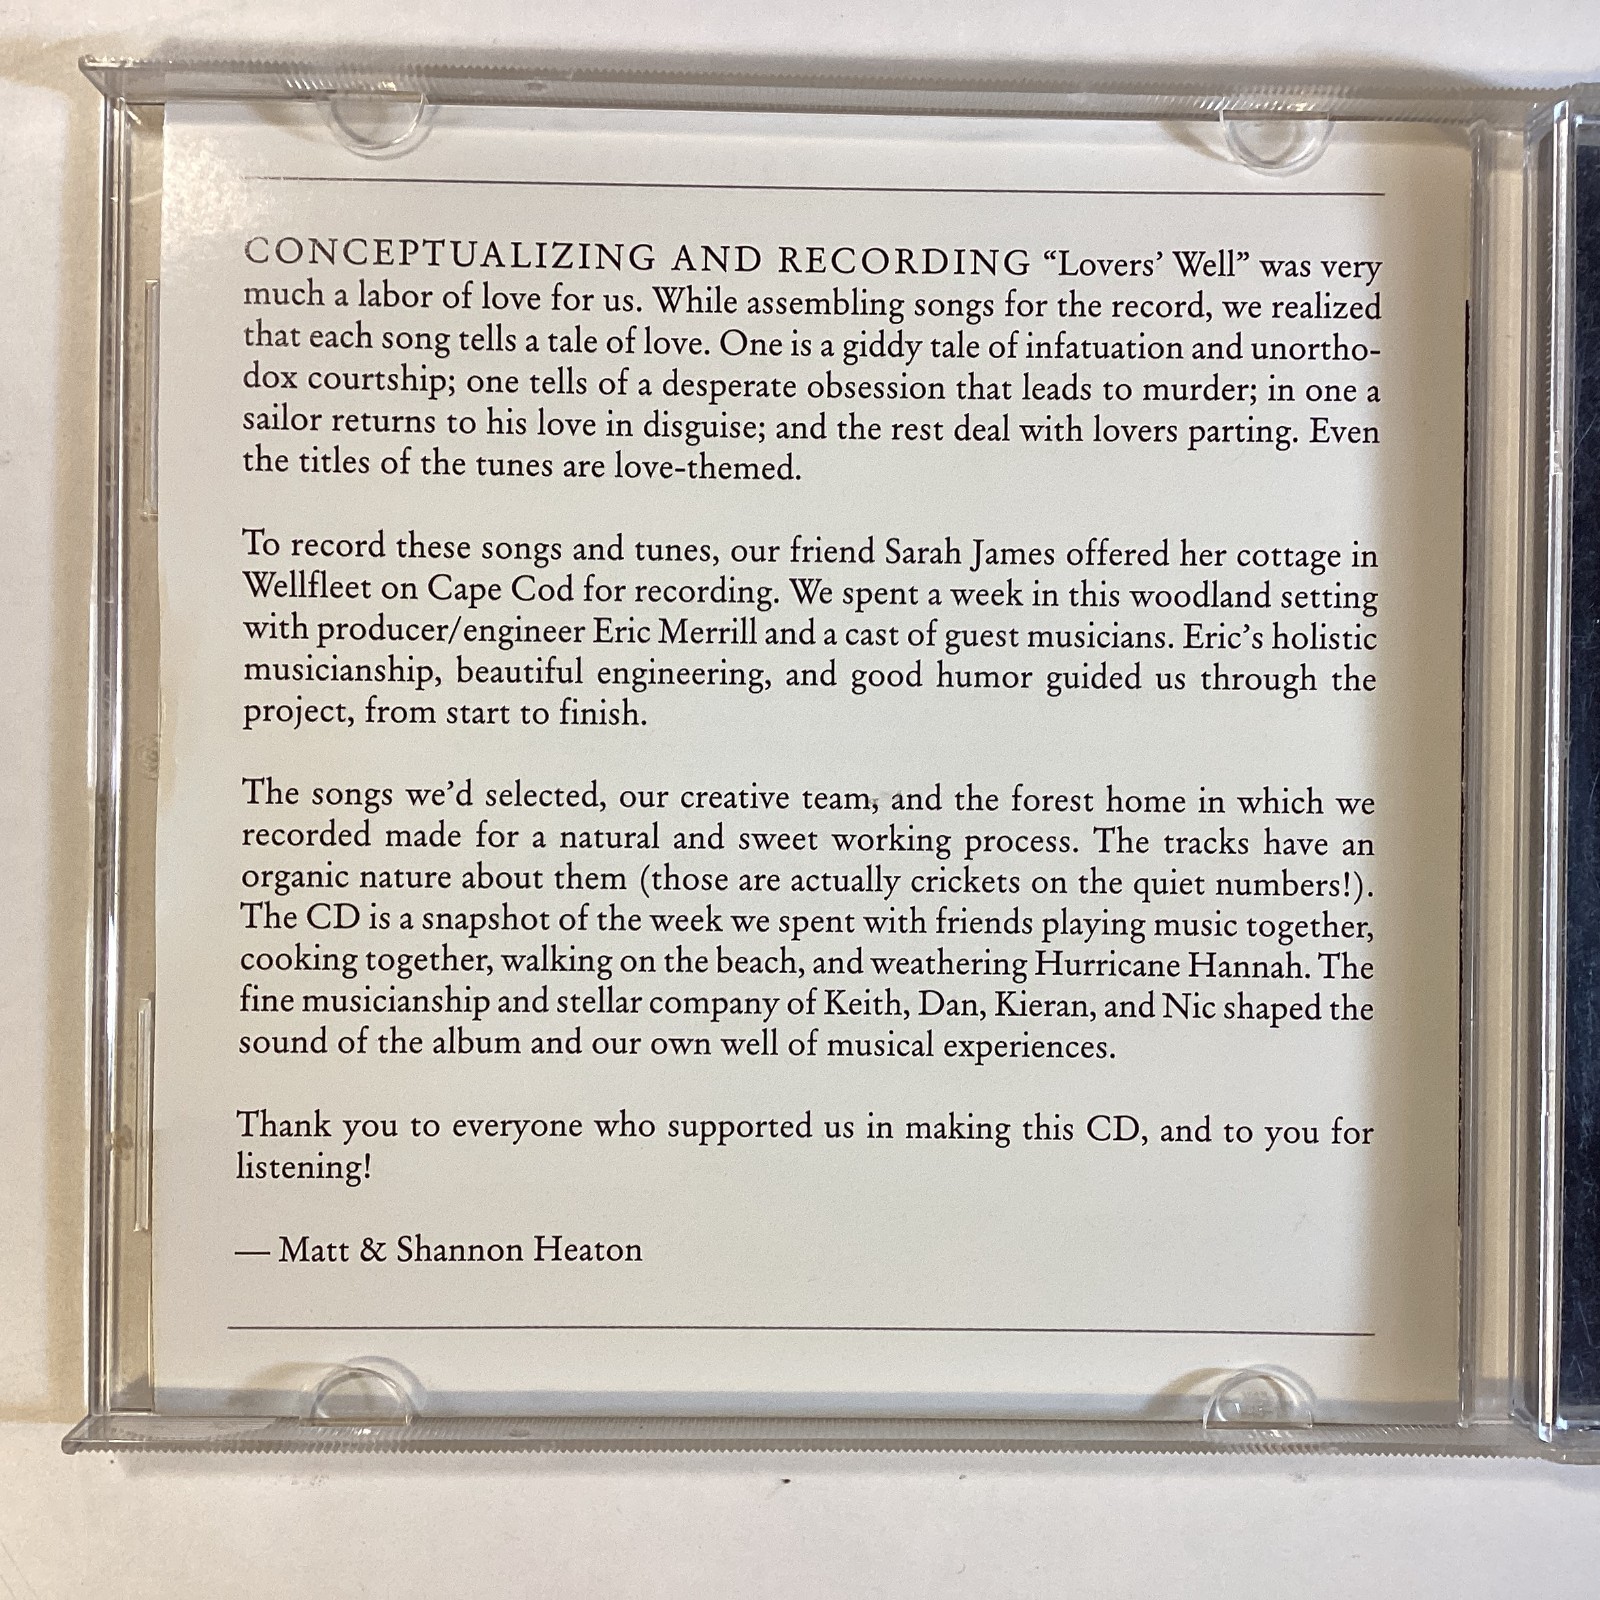 CONCEPTUALIZING AND RECORDING “Lovers’ Well” was very
much a labor of love for us. While assembling songs for the record, we realized
that each song tells a tale of love. One is a giddy tale of infatuation and unortho-
dox courtship; one tells of a desperate obsession that leads to murder; in one a
sailor returns to his love in disguise; and the rest deal with lovers parting. Even
the titles of the tunes are love-themed.
To record these songs and tunes, our friend Sarah James offered her cottage in
Wellfleet on Cape Cod for recording. We spent a week in this woodland setting
with producer/engineer Eric Merrill and a cast of guest musicians. Eric’s holistic
musicianship, beautiful engineering, and good humor guided us through the
project, from start to finish.
The songs we’d selected, our creative team, and the forest home in which we
recorded made for a natural and sweet working process. The tracks have an
organic nature about them (those are actually crickets on the quiet numbers!).
The CD is a snapshot of the week we spent with friends playing music together,
cooking together, walking on the beach, and weathering Hurricane Hannah. The
fine musicianship and stellar company of Keith, Dan, Kieran, and Nic shaped the
sound of the album and our own well of musical experiences.
Thank you to everyone who supported us in making this CD, and to you for
listening!
— Matt & Shannon Heaton